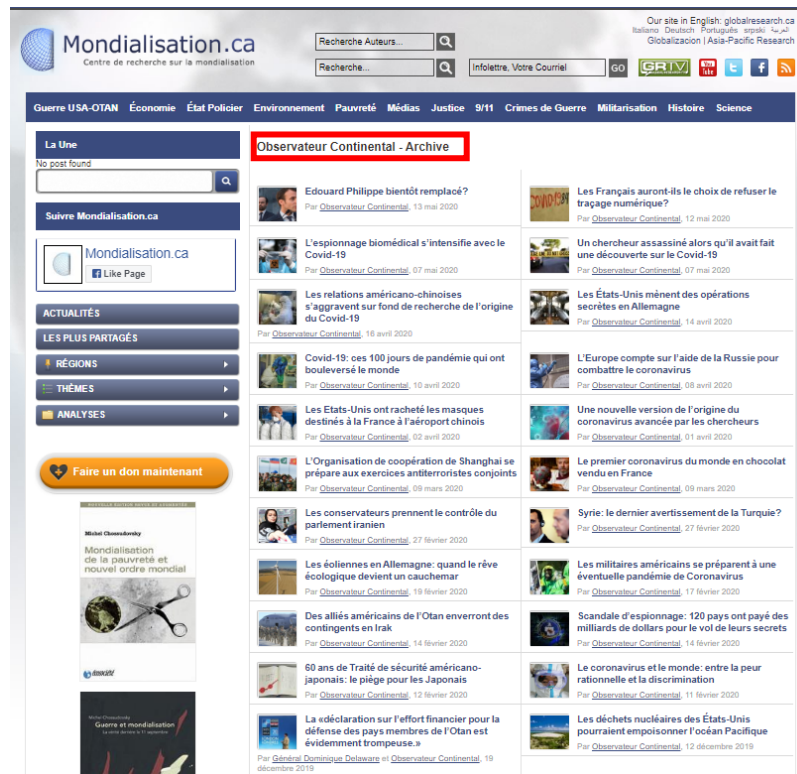 Our site in English: globalresearch.ca
Italiano Deutsch Português srpski العربية
Globalizacion | Asia-Pacific Research
Mondialisation.ca
Centre de recherche sur la mondialisation
Recherche Auteurs...
Recherche...
Infolettre, Votre Courriel
GO
GRTV
You Tube
Guerre USA-OTAN Économie État Policier Environnement Pauvreté Médias Justice 9/11 Crimes de Guerre Militarisation Histoire Science
La Une
No post found
Suivre Mondialisation.ca
Mondialisation.ca
Like Page
ACTUALITÉS
LES PLUS PARTAGÉS
RÉGIONS
THÈMES
ANALYSES
Faire un don maintenant
NOUVELLE ÉDITION REVUE ET AUGMENTÉE
Michel Chossudovsky
Mondialisation
de la pauvreté et
nouvel ordre mondial
écosociété
Michel Chossudovsky
Guerre et mondialisation
La vérité derrière le 11 septembre
Observateur Continental - Archive
Edouard Philippe bientôt remplacé?
Par Observateur Continental, 13 mai 2020
Les Français auront-ils le choix de refuser le
traçage numérique?
Par Observateur Continental, 12 mai 2020
L'espionnage biomédical s'intensifie avec le
Covid-19
Par Observateur Continental, 07 mai 2020
Un chercheur assassiné alors qu'il avait fait
une découverte sur le Covid-19
Par Observateur Continental, 07 mai 2020
Les relations américano-chinoises
s'aggravent sur fond de recherche de l'origine
du Covid-19
Par Observateur Continental, 16 avril 2020
Les États-Unis mènent des opérations
secrètes en Allemagne
Par Observateur Continental, 14 avril 2020
Covid-19: ces 100 jours de pandémie qui ont
bouleversé le monde
Par Observateur Continental, 10 avril 2020
L'Europe compte sur l'aide de la Russie pour
combattre le coronavirus
Par Observateur Continental, 08 avril 2020
Les Etats-Unis ont racheté les masques
destinés à la France à l'aéroport chinois
Par Observateur Continental, 02 avril 2020
Une nouvelle version de l'origine du
coronavirus avancée par les chercheurs
Par Observateur Continental, 01 avril 2020
L'Organisation de coopération de Shanghai se
prépare aux exercices antiterroristes conjoints
Par Observateur Continental, 09 mars 2020
Le premier coronavirus du monde en chocolat
vendu en France
Par Observateur Continental, 09 mars 2020
Les conservateurs prennent le contrôle du
parlement iranien
Par Observateur Continental, 27 février 2020
Syrie: le dernier avertissement de la Turquie?
Par Observateur Continental, 27 février 2020
Les éoliennes en Allemagne: quand le rêve
écologique devient un cauchemar
Par Observateur Continental, 19 février 2020
Les militaires américains se préparent à une
éventuelle pandémie de Coronavirus
Par Observateur Continental, 17 février 2020
Des alliés américains de l'Otan enverront des
contingents en Irak
Par Observateur Continental, 14 février 2020
Scandale d'espionnage: 120 pays ont payé des
milliards de dollars pour le vol de leurs secrets
Par Observateur Continental, 14 février 2020
60 ans de Traité de sécurité américano-
japonais: le piège pour les Japonais
Par Observateur Continental, 12 février 2020
Le coronavirus et le monde: entre la peur
rationnelle et la discrimination
Par Observateur Continental, 11 février 2020
La «déclaration sur l'effort financier pour la
défense des pays membres de l'Otan est
évidemment trompeuse.»
Par Général Dominique Delaware et Observateur Continental, 19
décembre 2019
Les déchets nucléaires des États-Unis
pourraient empoisonner l'océan Pacifique
Par Observateur Continental, 12 décembre 2019